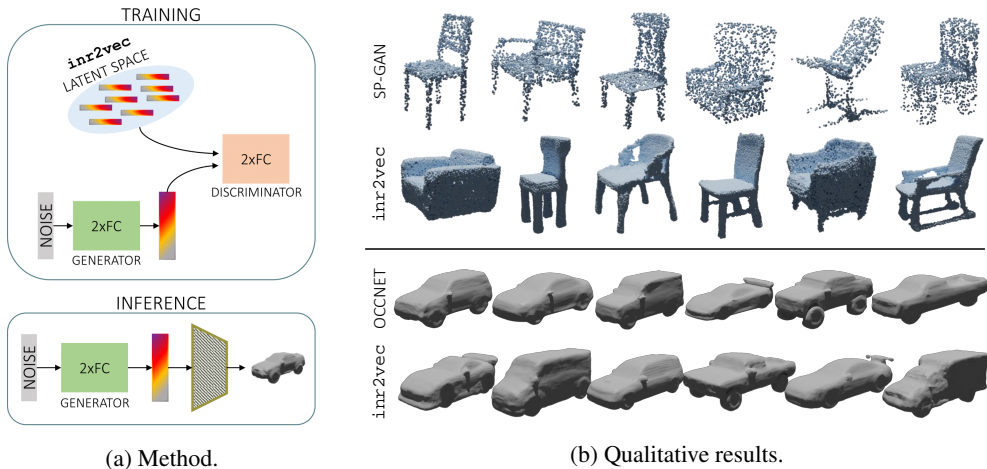 TRAINING
inr2vec
LATENT SPACE
2xFC
DISCRIMINATOR
NOISE
2xFC
GENERATOR
INFERENCE
NOISE
2xFC
GENERATOR
(a) Method.
SP-GAN
inr2vec
OCCNET
inr2vec
(b) Qualitative results.